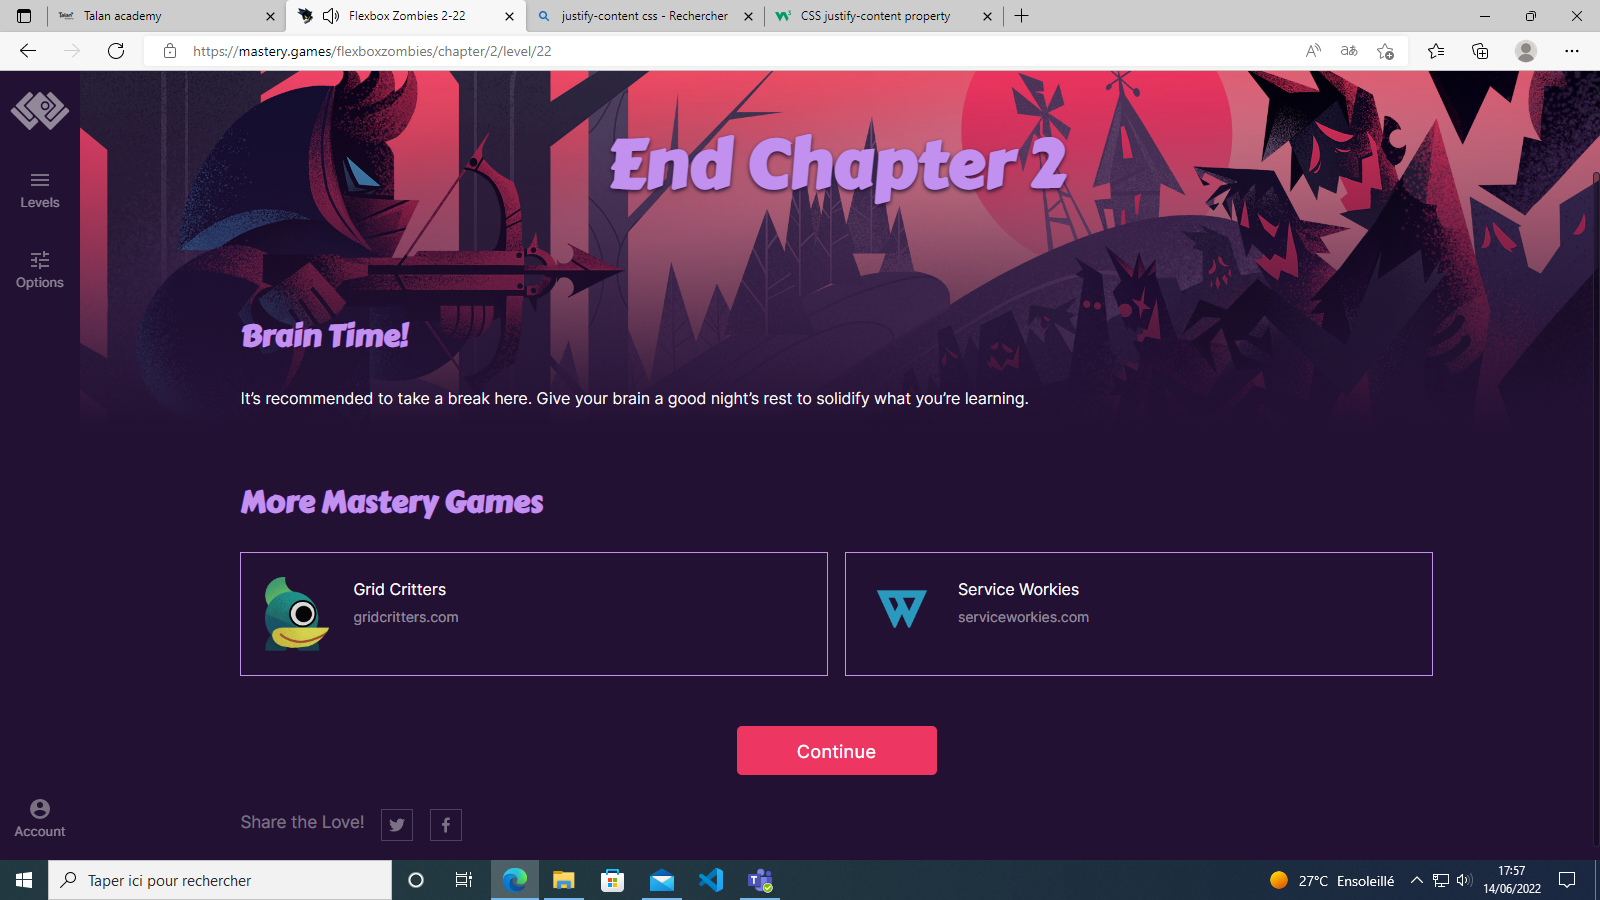 Talan academy
Flexbox Zombies 2-22
justify-content css - Rechercher
CSS justify-content property
https://mastery.games/flexboxzombies/chapter/2/level/22
Levels
Options
End Chapter 2
Brain Time!
It's recommended to take a break here. Give your brain a good night's rest to solidify what you're learning.
More Mastery Games
Grid Critters
gridcritters.com
Service Workies
serviceworkies.com
Continue
Share the Love!
Account
Taper ici pour rechercher
27°C Ensoleillé
17:57
14/06/2022